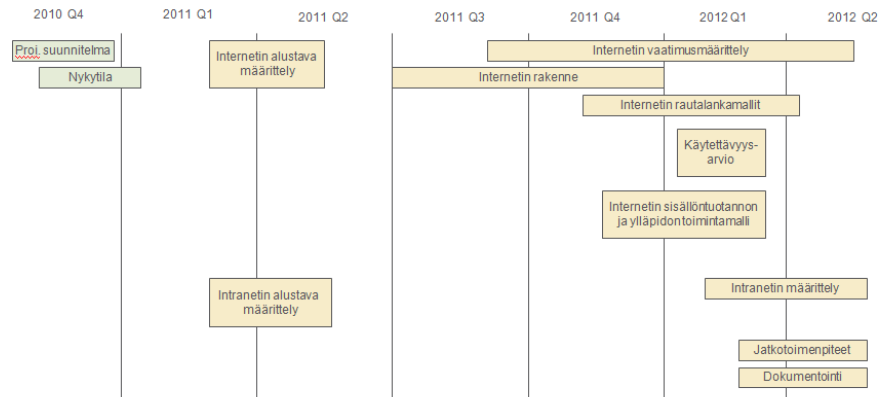 2010 Q4
2011 Q1
2011 Q2
2011 Q3
2011 Q4
2012 Q1
2012 Q2
Proj. suunnitelma
Nykytila
Internetin alustava
määrittely
Internetin vaatimusmäärittely
Internetin rakenne
Internetin rautalankamallit
Käytettävyys-
arvio
Internetin sisällöntuotannon
ja ylläpidon toimintamalli
Intranetin alustava
määrittely
Intranetin määrittely
Jatkotoimenpiteet
Dokumentointi